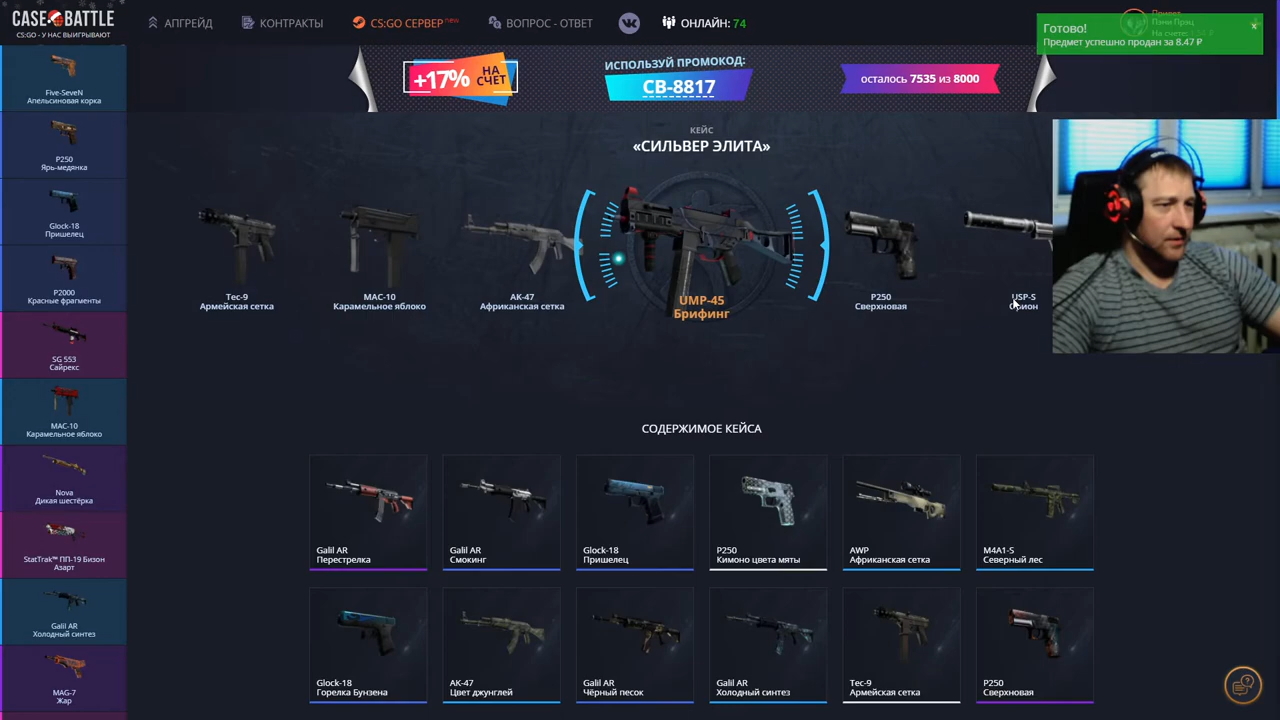 CASE BATTLE
CS:GO - У НАС ВЫИГРЫВАЮТ
АПГРЕЙД
КОНТРАКТЫ
CS:GO СЕРВЕР new
ВОПРОС - ОТВЕТ
ОНЛАЙН: 74
Готово!
Предмет успешно продан за 8.47 ₽
+17% НА СЧЕТ
ИСПОЛЬЗУЙ ПРОМОКОД:
CB-8817
осталось 7535 из 8000
КЕЙС
«СИЛЬВЕР ЭЛИТА»
Five-SeveN
Апельсиновая корка
P250
Ярь-медянка
Glock-18
Пришелец
P2000
Красные фрагменты
SG 553
Сайрекс
MAC-10
Карамельное яблоко
Nova
Дикая шестёрка
StatTrak™ ПП-19 Бизон
Азарт
Galil AR
Холодный синтез
MAG-7
Жар
Tec-9
Армейская сетка
MAC-10
Карамельное яблоко
AK-47
Африканская сетка
UMP-45
Брифинг
P250
Сверхновая
USP-S
Орион
СОДЕРЖИМОЕ КЕЙСА
Galil AR
Перестрелка
Galil AR
Смокинг
Glock-18
Пришелец
P250
Кимоно цвета мяты
AWP
Африканская сетка
M4A1-S
Северный лес
Glock-18
Горелка Бунзена
AK-47
Цвет джунглей
Galil AR
Чёрный песок
Galil AR
Холодный синтез
Tec-9
Армейская сетка
P250
Сверхновая